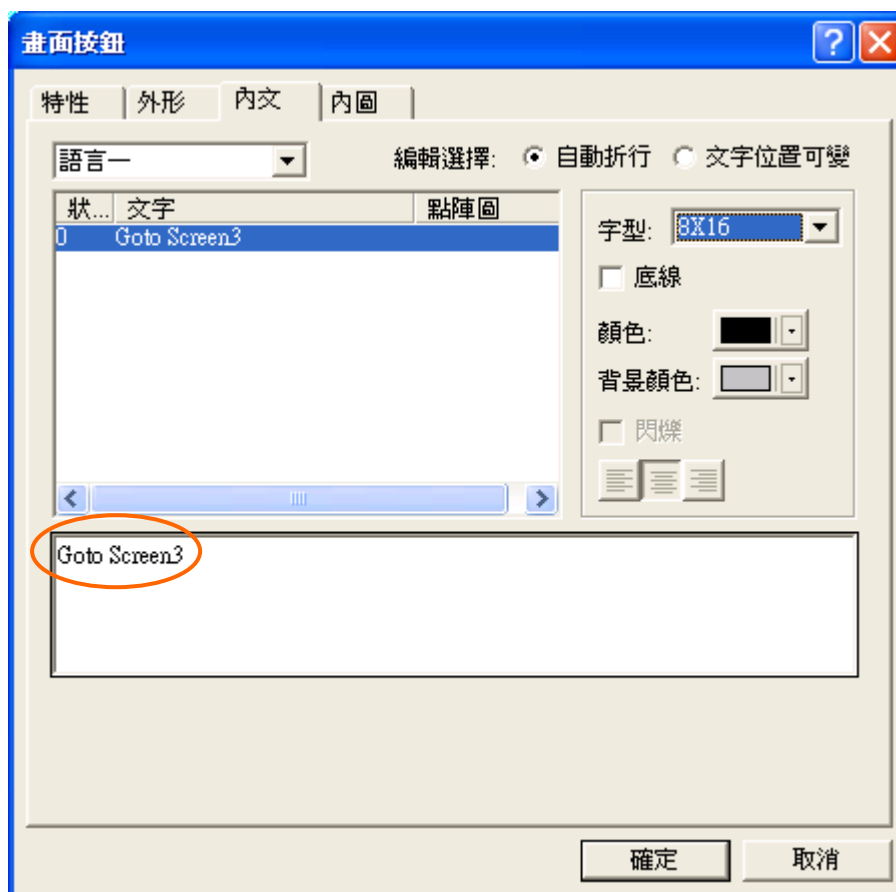 畫面按鈕
特性 外形 內文 內圖
語言一 編輯選擇: 自動折行 文字位置可變
狀... 文字 點陣圖
0 Goto Screen3
字型: 8X16
底線
顏色:
背景顏色:
閃爍
Goto Screen3
確定 取消